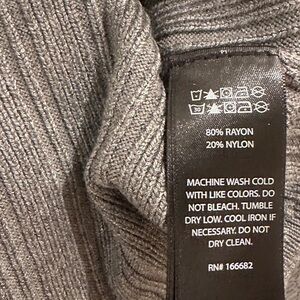 80% RAYON
20% NYLON
MACHINE WASH COLD
WITH LIKE COLORS. DO
NOT BLEACH. TUMBLE
DRY LOW. COOL IRON IF
NECESSARY. DO NOT
DRY CLEAN.
RN# 166682